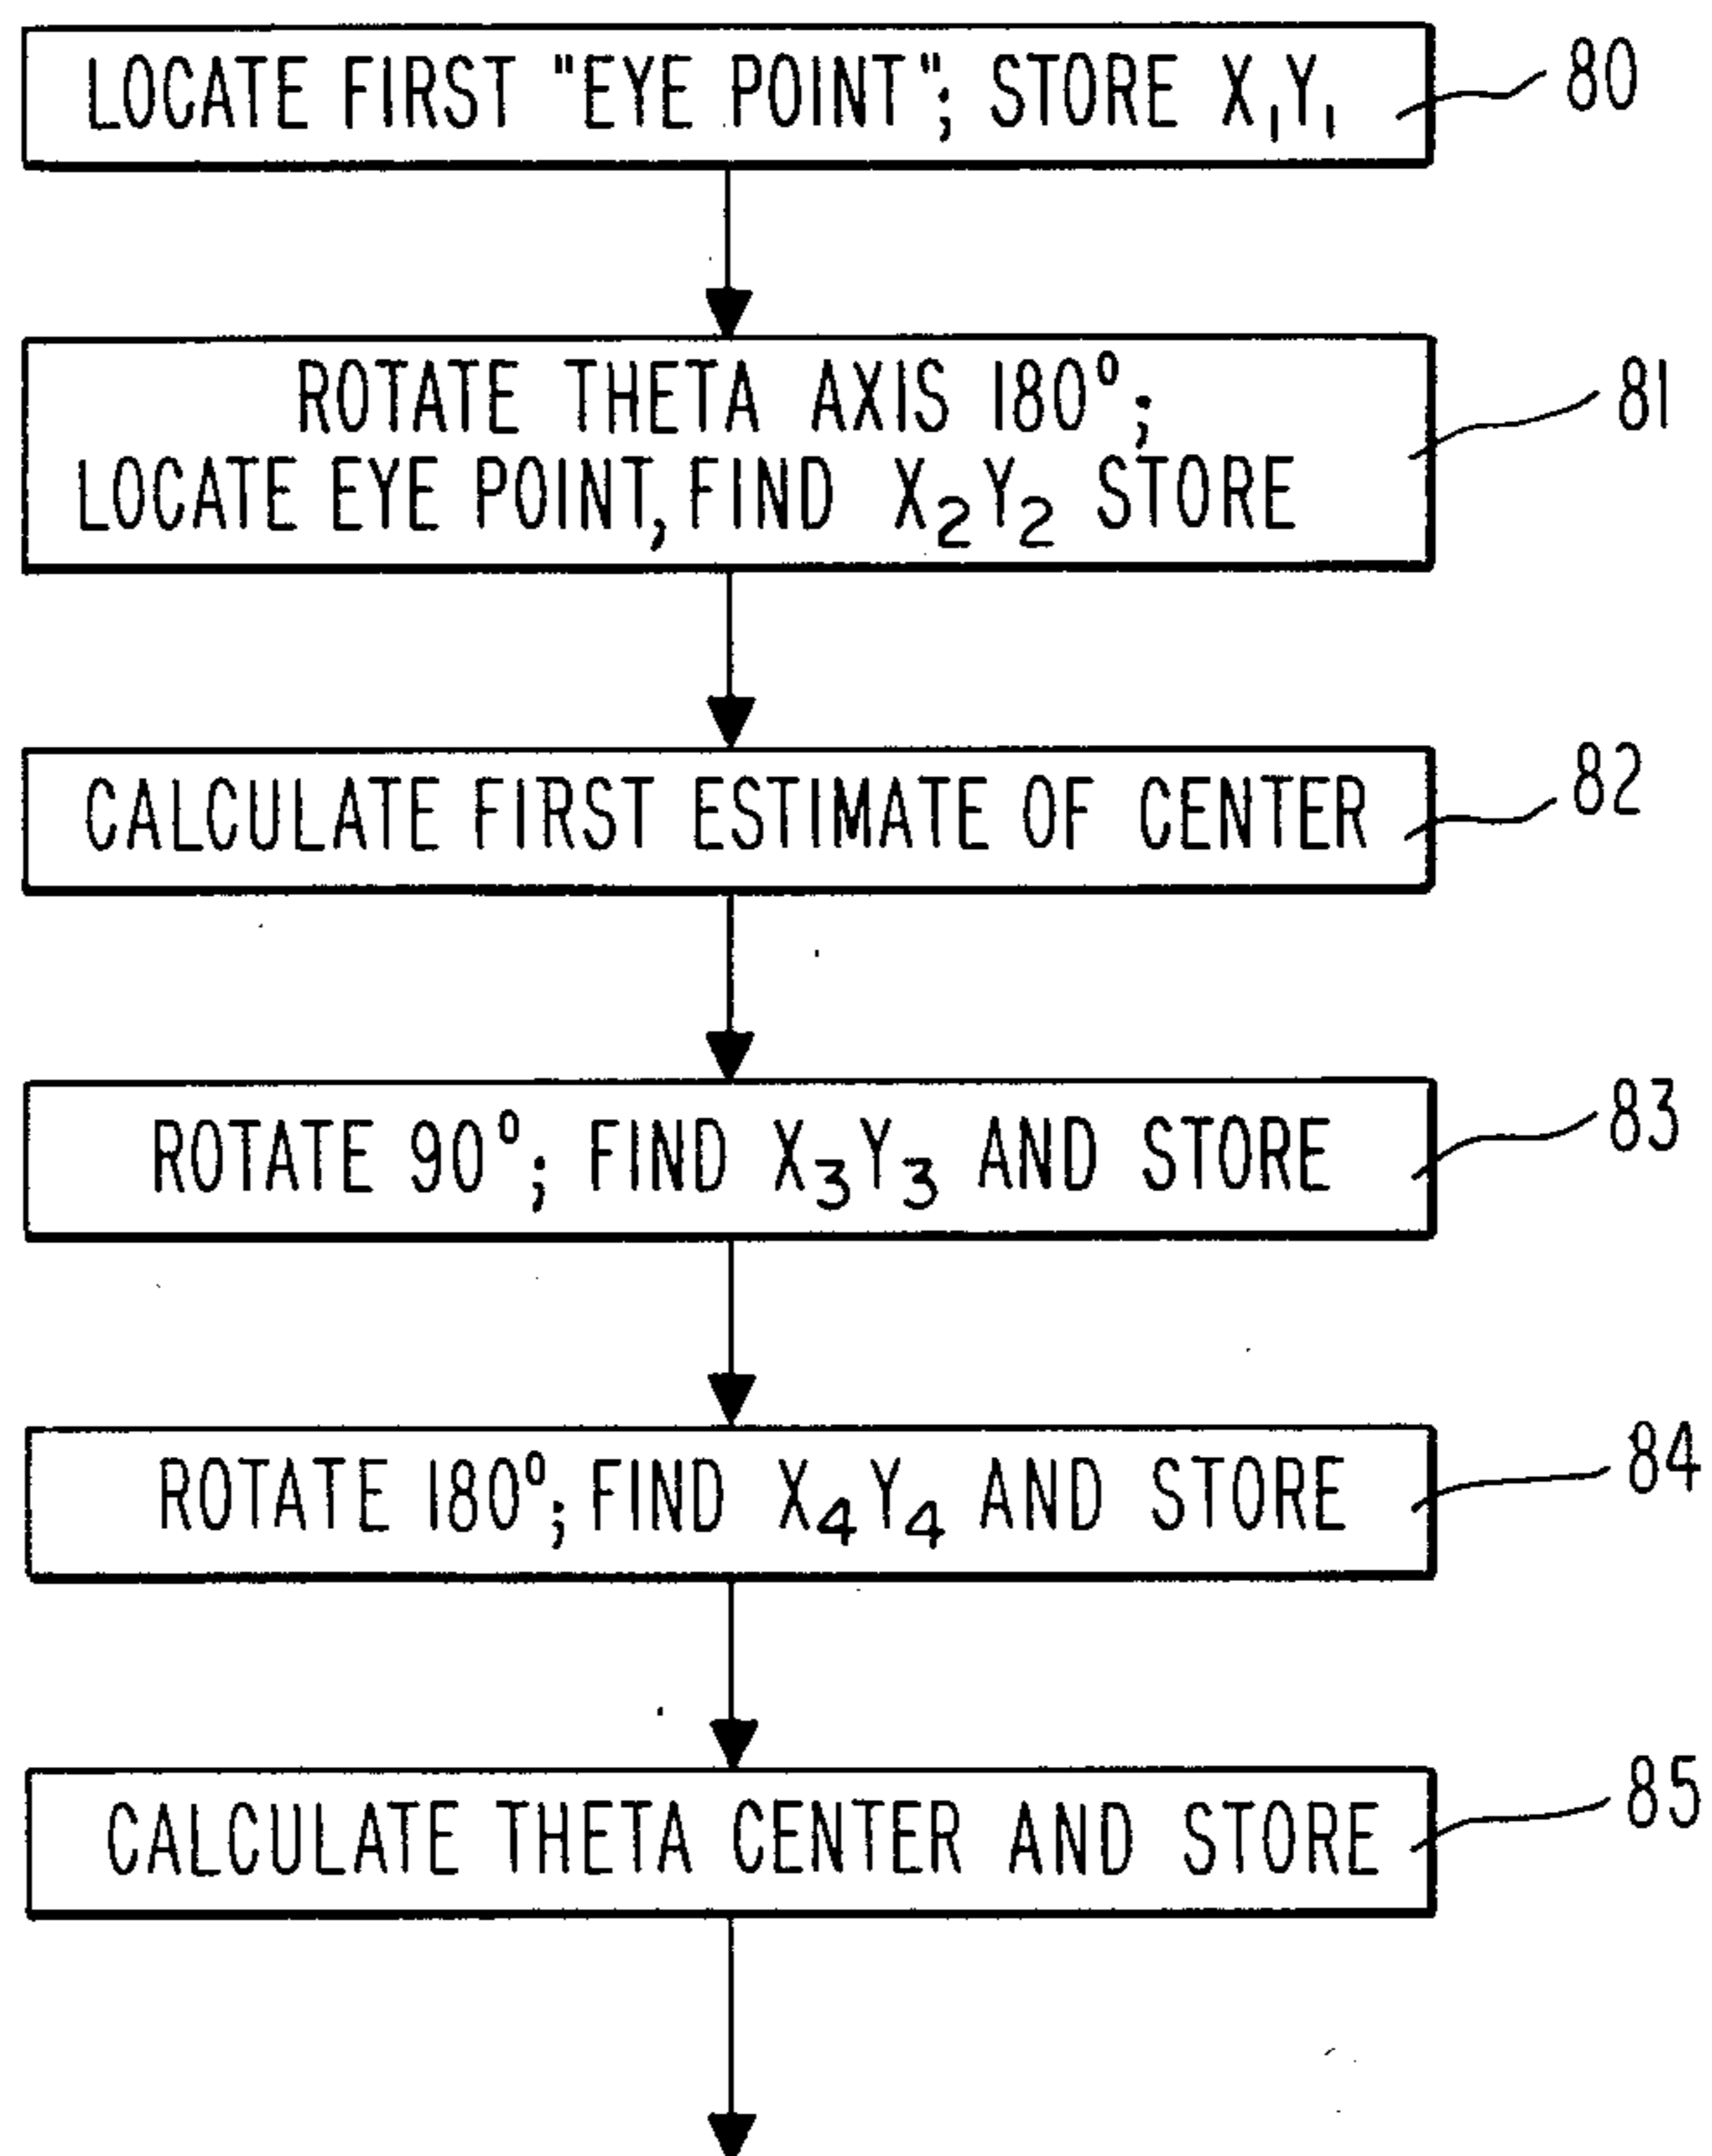 LOCATE FIRST "EYE POINT"; STORE X₁Y₁
80
ROTATE THETA AXIS 180°;
LOCATE EYE POINT, FIND X₂Y₂ STORE
81
CALCULATE FIRST ESTIMATE OF CENTER
82
ROTATE 90°; FIND X₃Y₃ AND STORE
83
ROTATE 180°; FIND X₄Y₄ AND STORE
84
CALCULATE THETA CENTER AND STORE
85